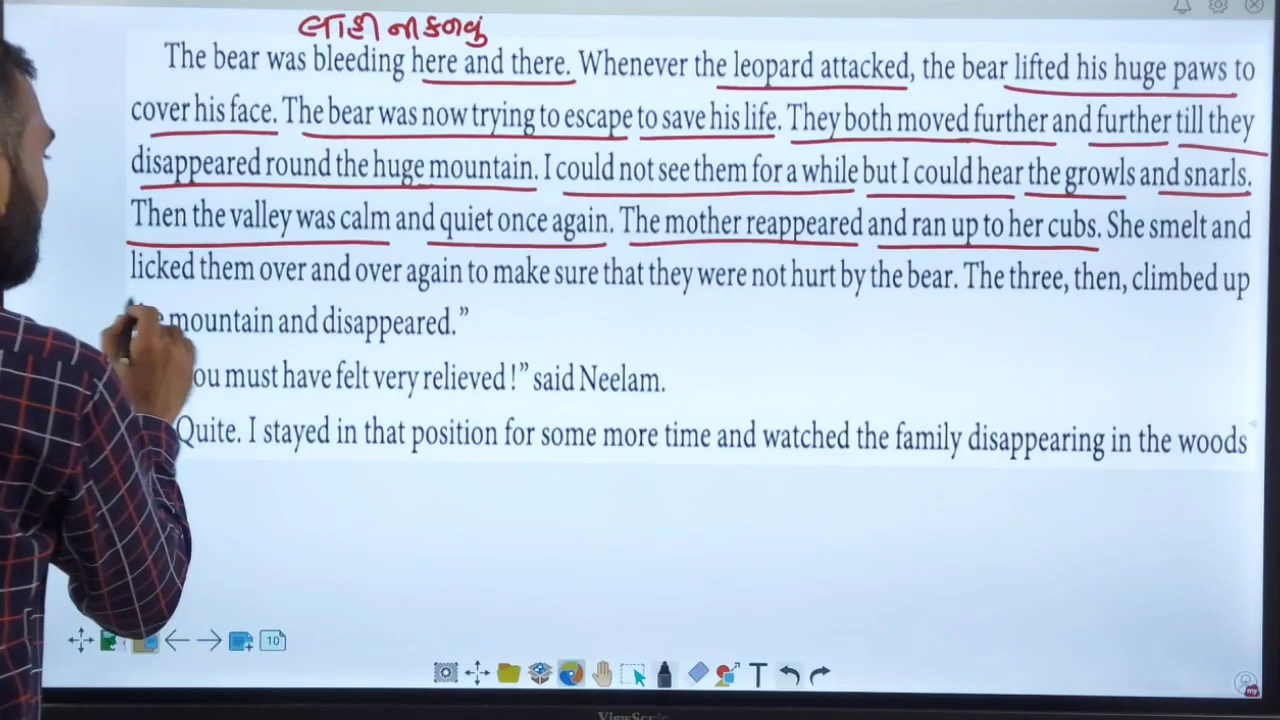 લોહી નીકળવું
The bear was bleeding here and there. Whenever the leopard attacked, the bear lifted his huge paws to
cover his face. The bear was now trying to escape to save his life. They both moved further and further till they
disappeared round the huge mountain. I could not see them for a while but I could hear the growls and snarls.
Then the valley was calm and quiet once again. The mother reappeared and ran up to her cubs. She smelt and
licked them over and over again to make sure that they were not hurt by the bear. The three, then, climbed up
mountain and disappeared.”
ou must have felt very relieved !” said Neelam.
Quite. I stayed in that position for some more time and watched the family disappearing in the woods
10
T
ViewSonic